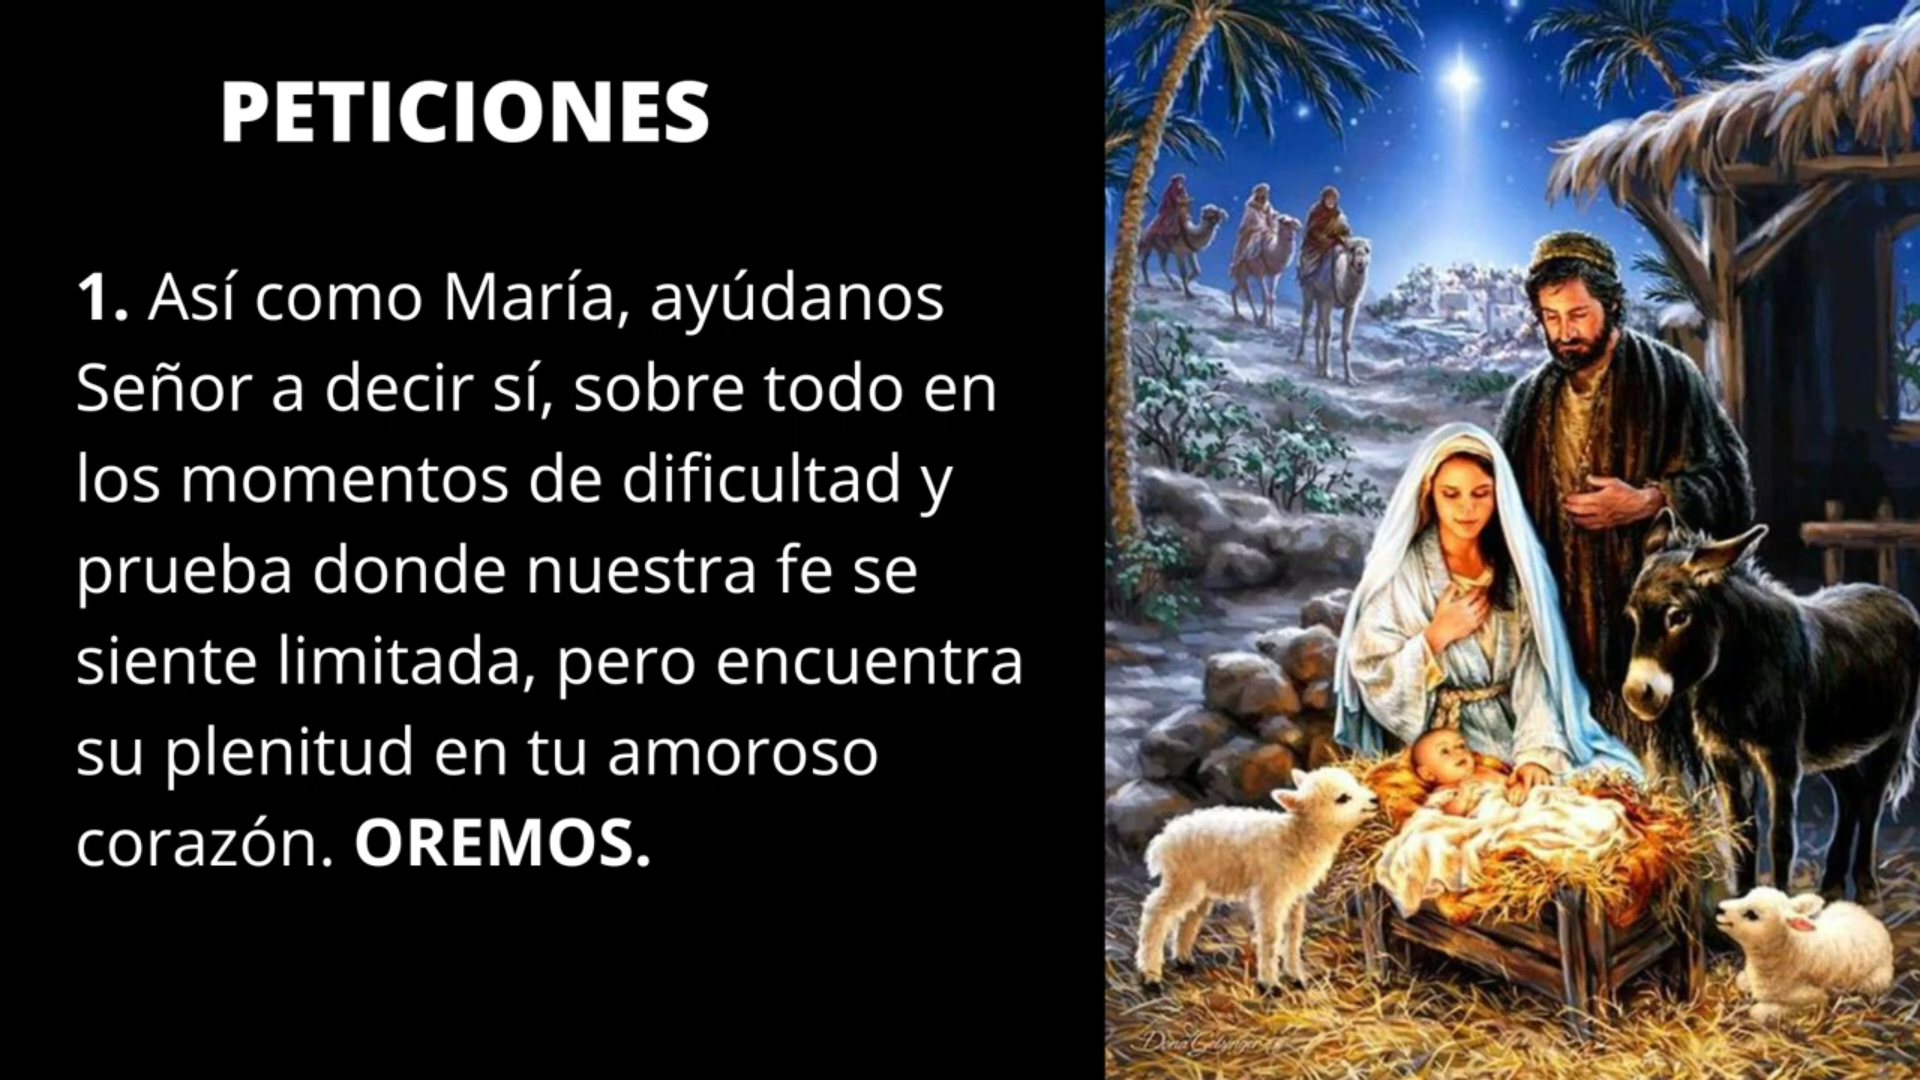 PETICIONES
1. Así como María, ayúdanos
Señor a decir sí, sobre todo en
los momentos de dificultad y
prueba donde nuestra fe se
siente limitada, pero encuentra
su plenitud en tu amoroso
corazón. OREMOS.